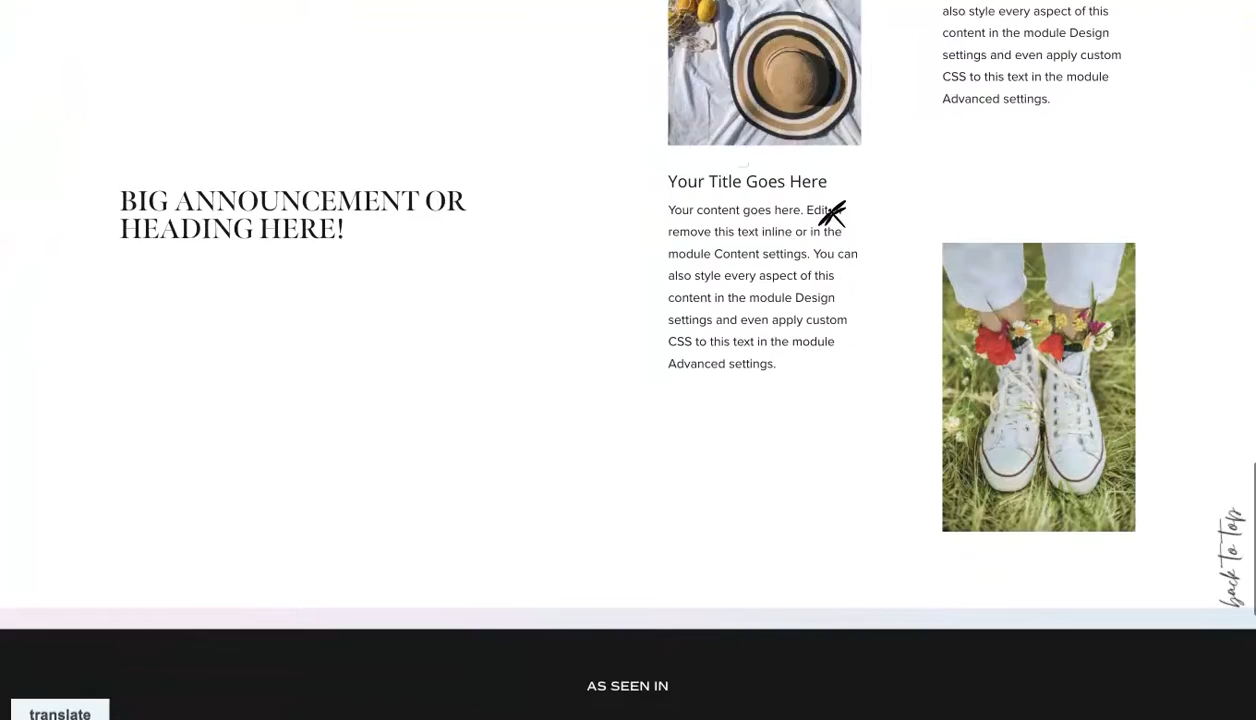 also style every aspect of this
content in the module Design
settings and even apply custom
CSS to this text in the module
Advanced settings.
BIG ANNOUNCEMENT OR
HEADING HERE!
Your Title Goes Here
Your content goes here. Edit
remove this text inline or in the
module Content settings. You can
also style every aspect of this
content in the module Design
settings and even apply custom
CSS to this text in the module
Advanced settings.
back to top
AS SEEN IN
translate